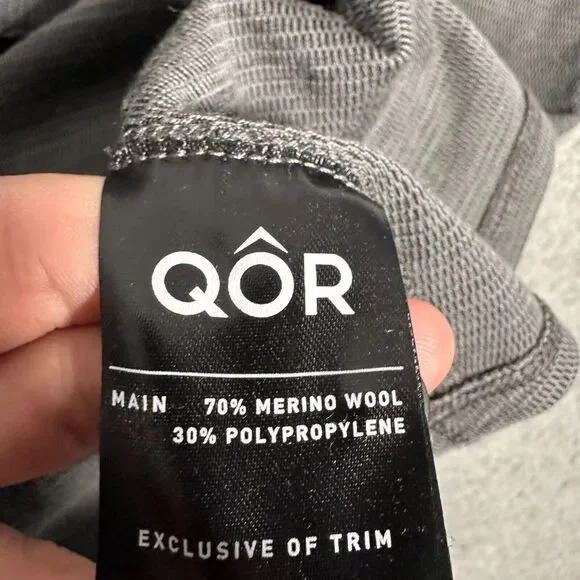 QÔR
MAIN 70% MERINO WOOL
30% POLYPROPYLENE
EXCLUSIVE OF TRIM